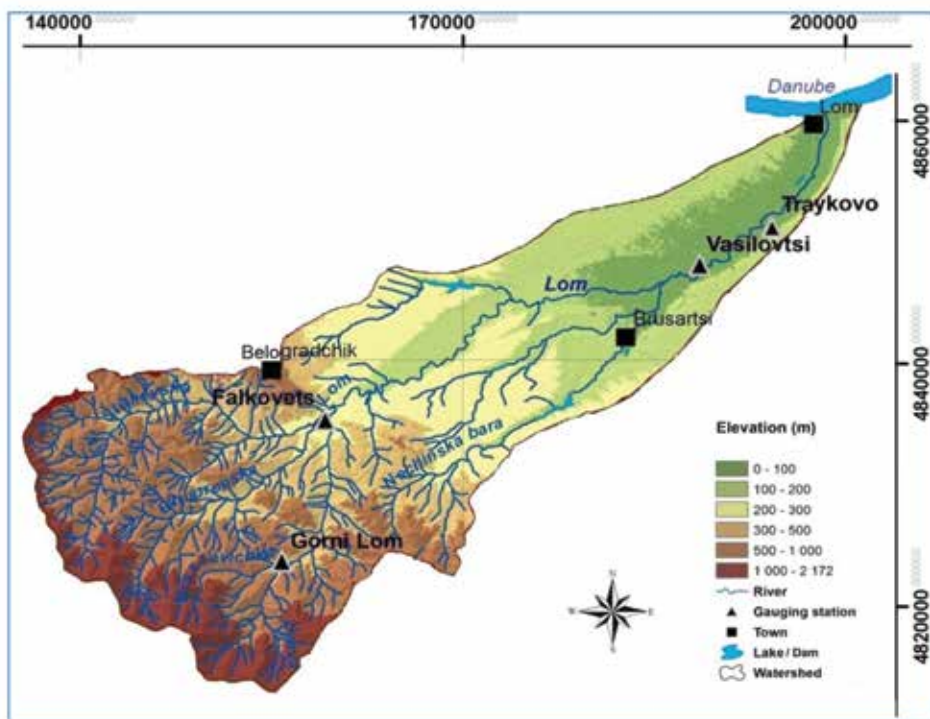 140000
170000
200000
Danube
Lom
4860000
Traykovo
Vasilovtsi
Lom
Brusartsi
Belogradchik
4840000
Falkovets
Lom
Elevation (m)
0 - 100
100 - 200
200 - 300
300 - 500
500 - 1 000
1 000 - 2 172
River
Gauging station
Town
Lake / Dam
Watershed
bara
Gorni Lom
N
W
E
S
4820000